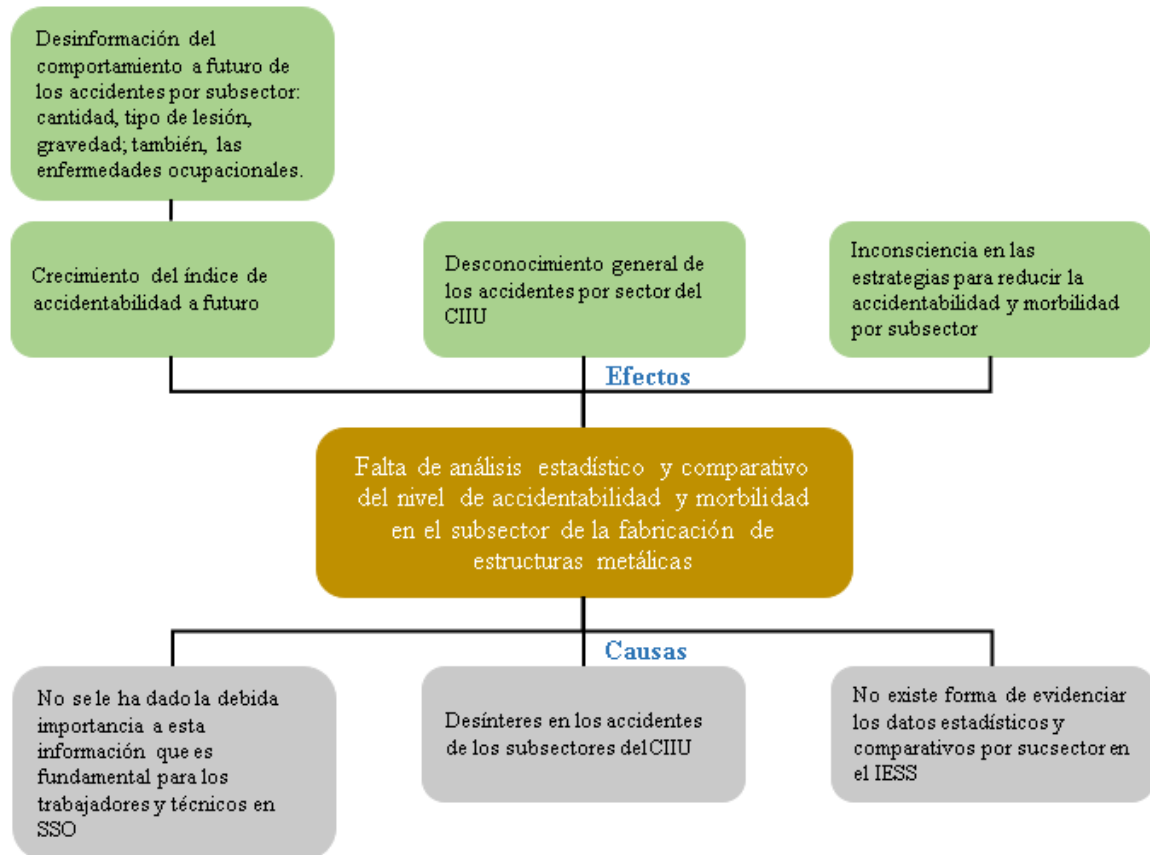 Desinformación del
comportamiento a futuro de
los accidentes por subsector:
cantidad, tipo de lesión,
gravedad; también, las
enfermedades ocupacionales.
Crecimiento del índice de
accidentabilidad a futuro
Desconocimiento general de
los accidentes por sector del
CIIU
Inconsciencia en las
estrategias para reducir la
accidentabilidad y morbilidad
por subsector
Efectos
Falta de análisis estadístico y comparativo
del nivel de accidentabilidad y morbilidad
en el subsector de la fabricación de
estructuras metálicas
Causas
No se le ha dado la debida
importancia a esta
información que es
fundamental para los
trabajadores y técnicos en
SSO
Desínteres en los accidentes
de los subsectores del CIIU
No existe forma de evidenciar
los datos estadísticos y
comparativos por sucsector en
el IESS